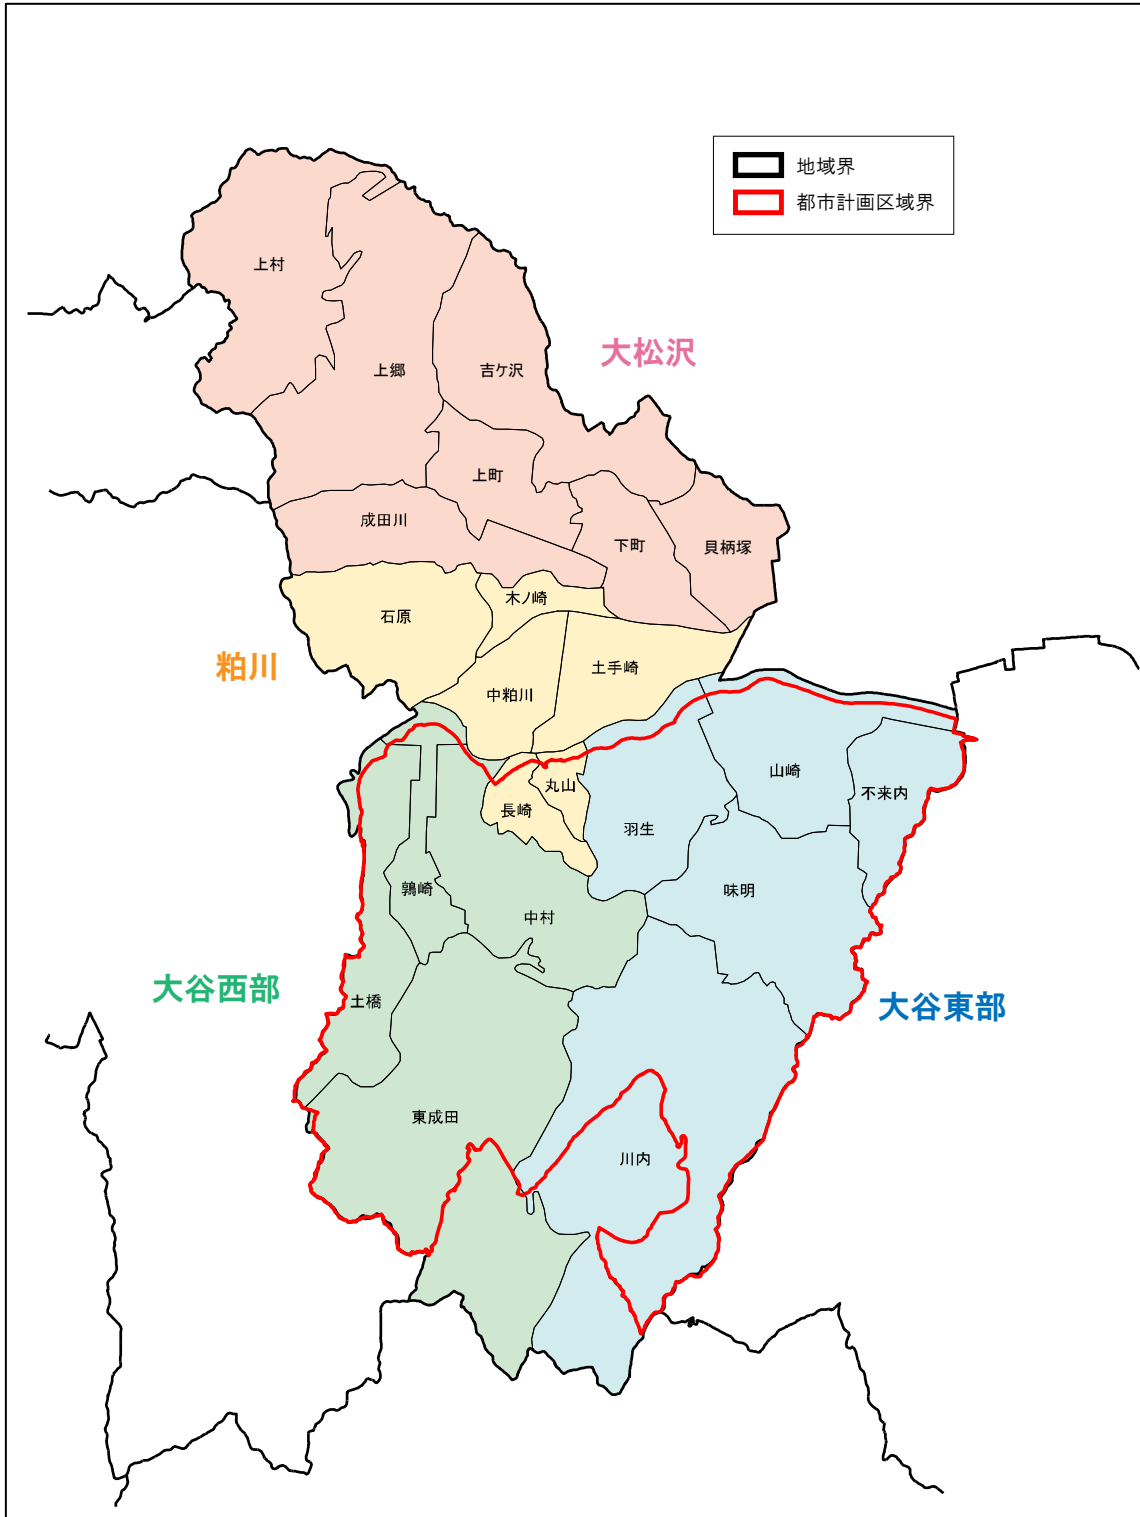 地域界
都市計画区域界
上村
大松沢
上郷
吉ケ沢
上町
成田川
下町
貝柄塚
木ノ崎
石原
粕川
土手崎
中粕川
山崎
丸山
不来内
長崎
羽生
鶉崎
味明
中村
大谷西部
土橋
大谷東部
東成田
川内